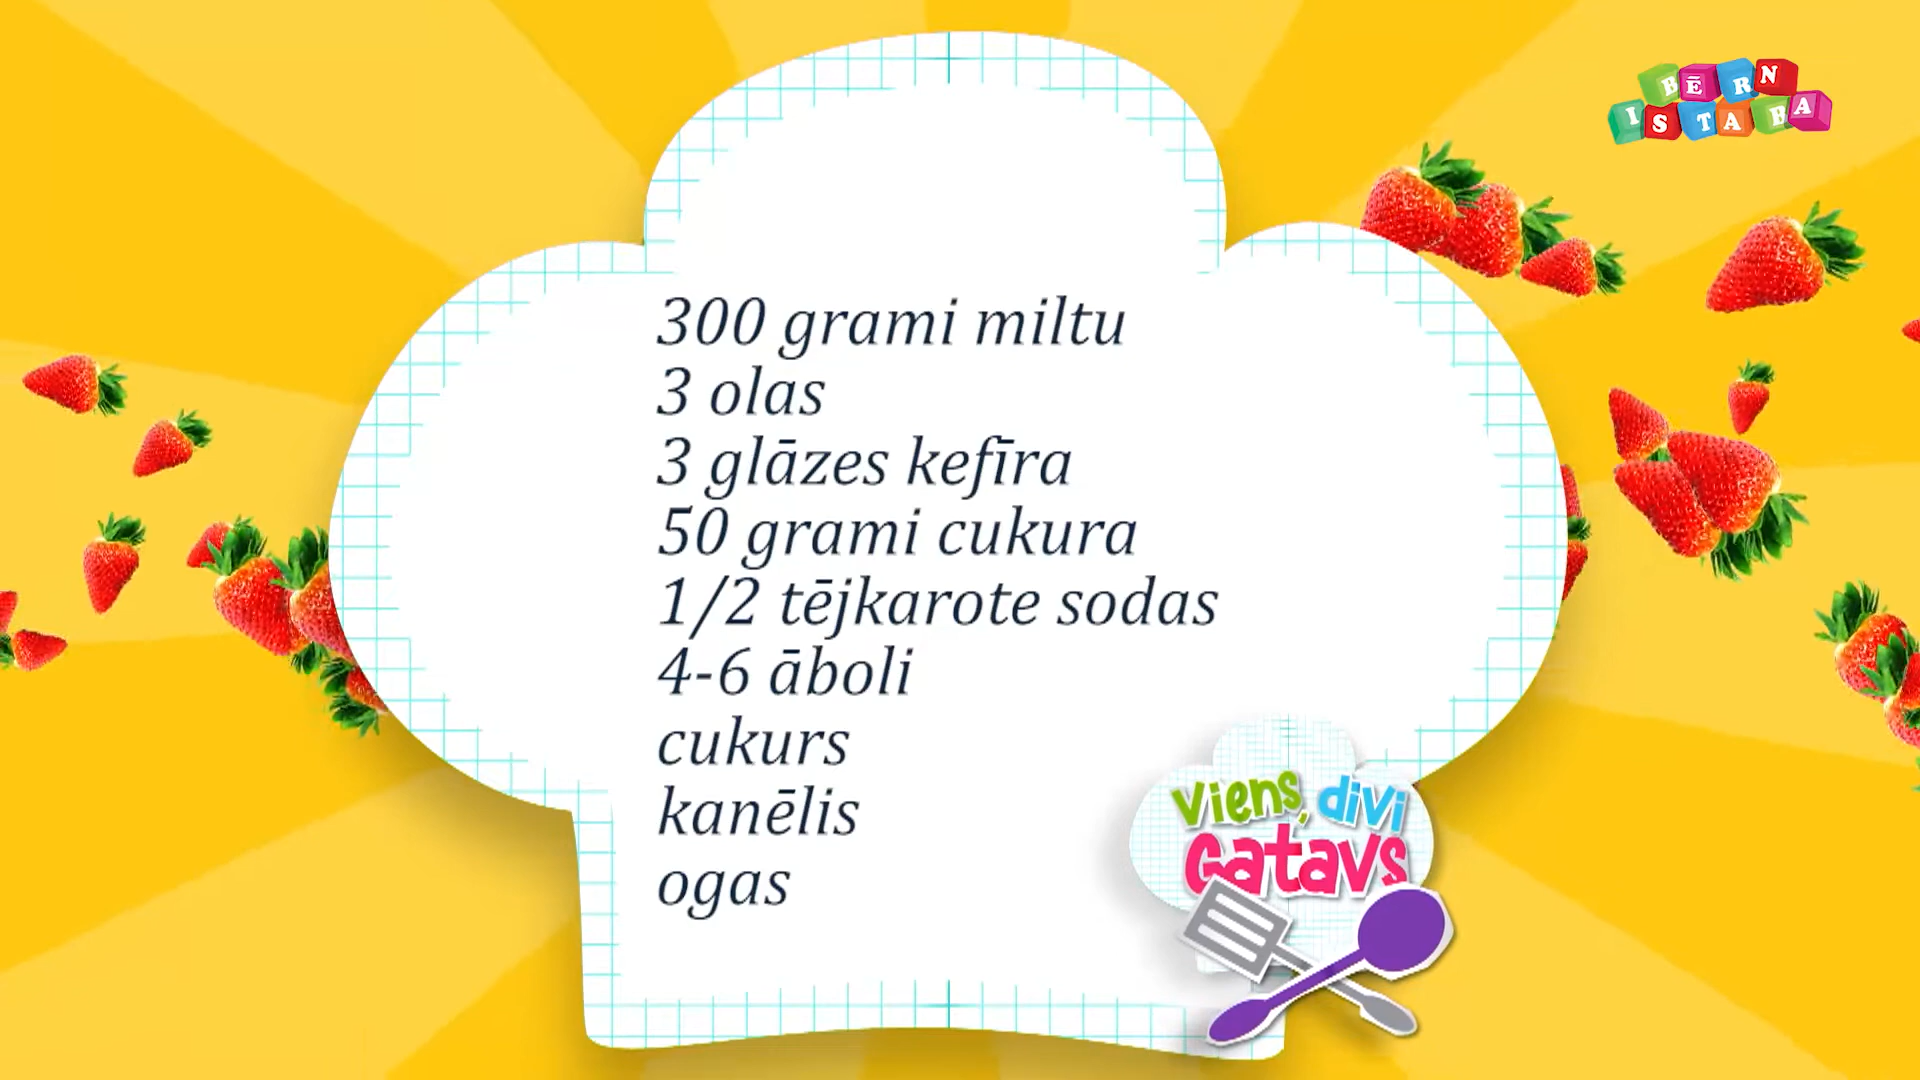 BĒRN
ISTABA
300 grami miltu
3 olas
3 glāzes kefīra
50 grami cukura
1/2 tējkarote sodas
4-6 āboli
cukurs
kanēlis
ogas
Viens, divi
Gatavs